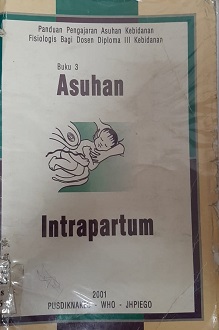 Panduan Pengajaran Asuhan Kebidanan
Fisiologis Bagi Dosen Diploma III Kebidanan
Buku 3
Asuhan
Intrapartum
2001
PUSDIKNAKES - WHO - JHPIEGO